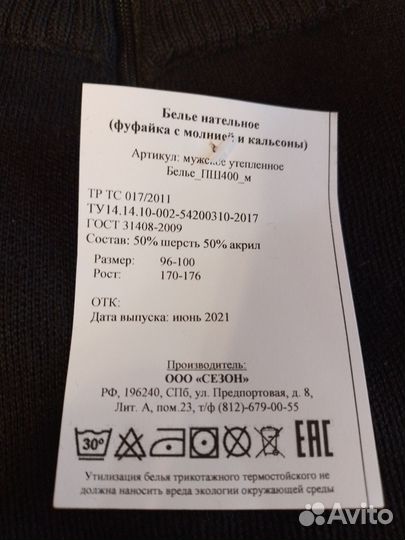 Белье нательное
(фуфайка с молнией и кальсоны)
Артикул: мужское утепленное
Белье_ПШ400_м
ТР ТС 017/2011
ТУ14.14.10-002-54200310-2017
ГОСТ 31408-2009
Состав: 50% шерсть 50% акрил
Размер: 96-100
Рост: 170-176
ОТК:
Дата выпуска: июнь 2021
Производитель:
ООО «СЕЗОН»
РФ, 196240, СПб, ул. Предпортовая, д. 8,
Лит. А, пом.23, т/ф (812)-679-00-55
30° ЕАС
Утилизация белья трикотажного термостойкого не
должна наносить вреда экологии окружающей среды
Avito